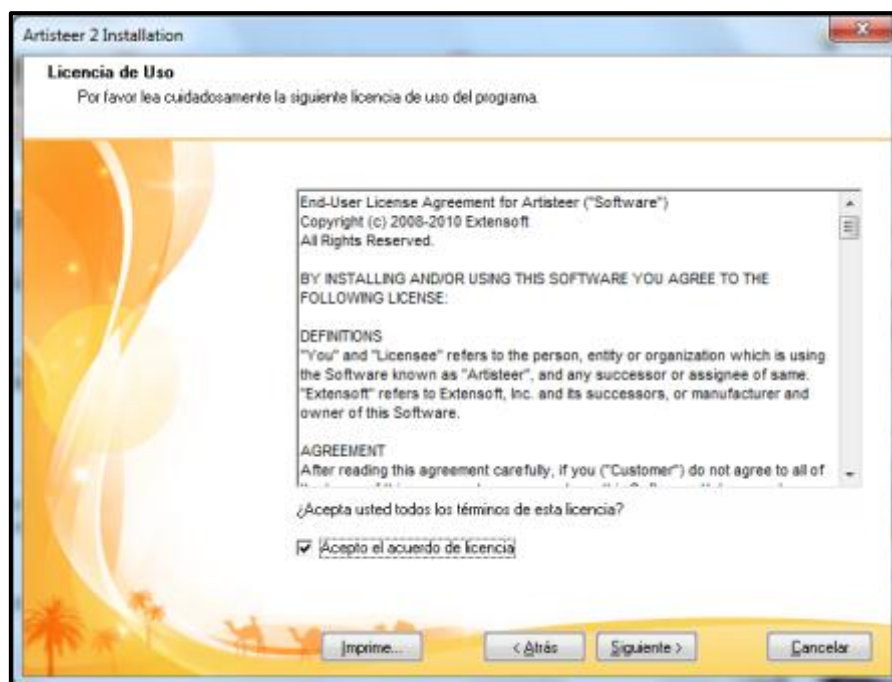 Artisteer 2 Installation
Licencia de Uso
Por favor lea cuidadosamente la siguiente licencia de uso del programa.
End-User License Agreement for Artisteer ("Software")
Copyright (c) 2008-2010 Extensoft
All Rights Reserved.
BY INSTALLING AND/OR USING THIS SOFTWARE YOU AGREE TO THE
FOLLOWING LICENSE:
DEFINITIONS
"You" and "Licensee" refers to the person, entity or organization which is using
the Software known as "Artisteer", and any successor or assignee of same.
"Extensoft" refers to Extensoft, Inc. and its successors, or manufacturer and
owner of this Software.
AGREEMENT
After reading this agreement carefully, if you ("Customer") do not agree to all of
¿Acepta usted todos los términos de esta licencia?
Acepto el acuerdo de licencia
Imprime...
< Atrás
Siguiente >
Cancelar